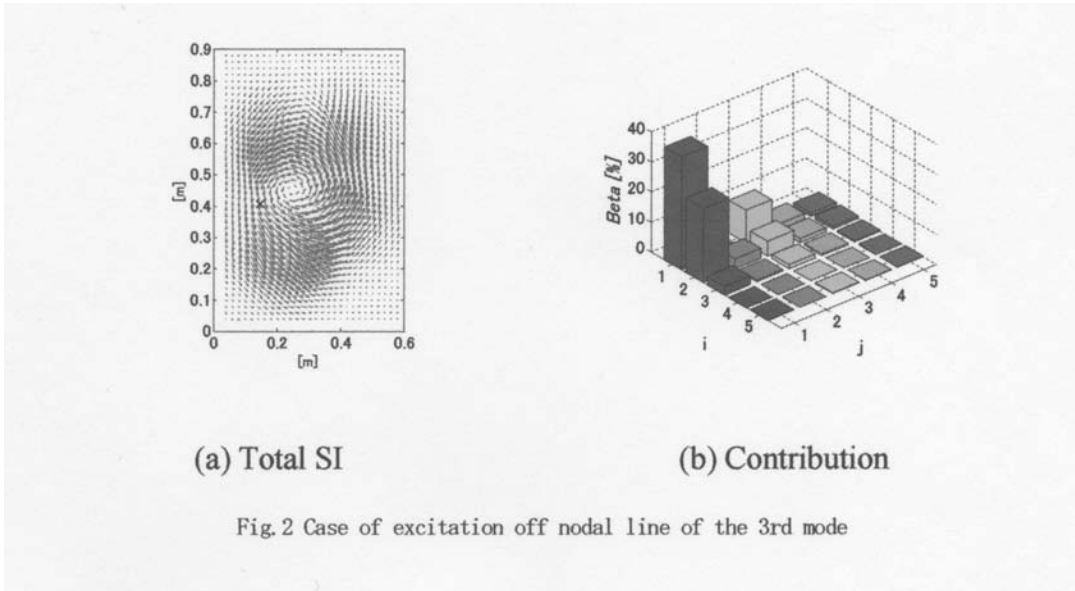 0.9
0.8
0.7
0.6
0.5
0.4
0.3
0.2
0.1
0
[m]
×
0 0.2 0.4 0.6
[m]
40
30
20
10
0
Beta [%]
1 2 3 4 5
i
1 2 3 4 5
j
(a) Total SI
(b) Contribution
Fig.2 Case of excitation off nodal line of the 3rd mode